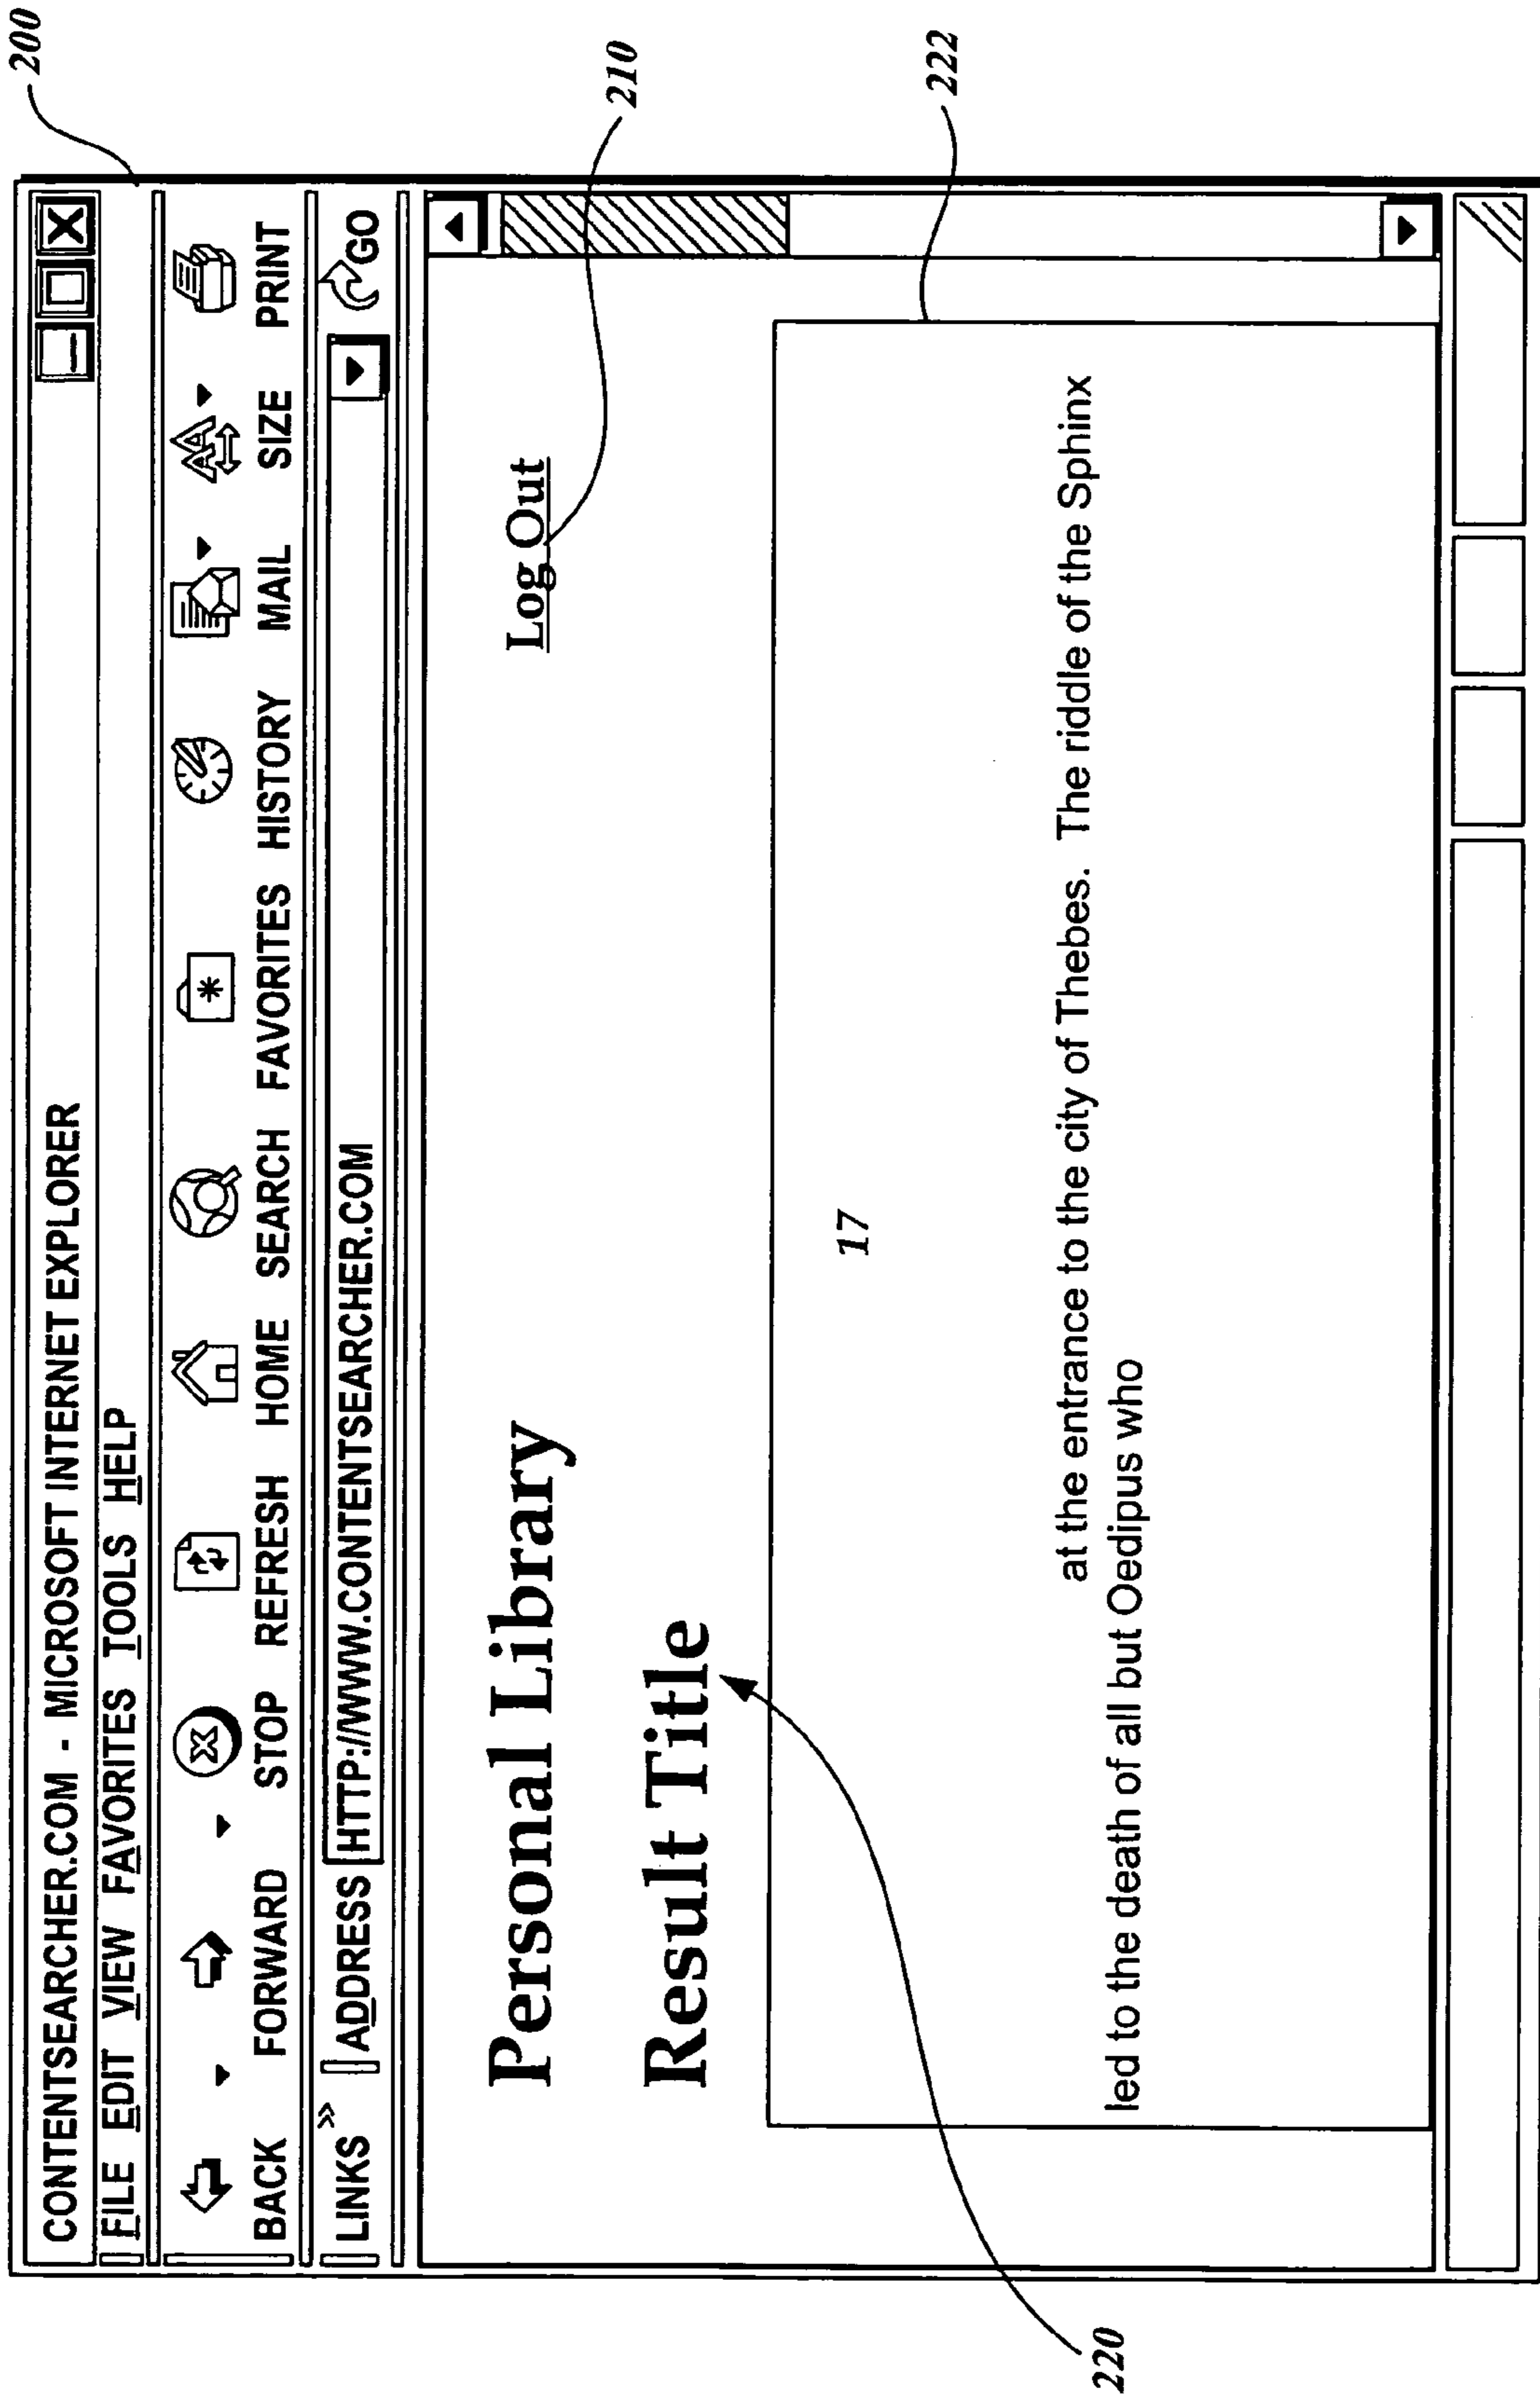 200
CONTENTSEARCHER.COM - MICROSOFT INTERNET EXPLORER
FILE EDIT VIEW FAVORITES TOOLS HELP
BACK FORWARD STOP REFRESH HOME SEARCH FAVORITES HISTORY MAIL SIZE PRINT
LINKS » ADDRESS HTTP://WWW.CONTENTSEARCHER.COM GO
Personal Library Log Out
210
Result Title
220
222
17
at the entrance to the city of Thebes. The riddle of the Sphinx
led to the death of all but Oedipus who